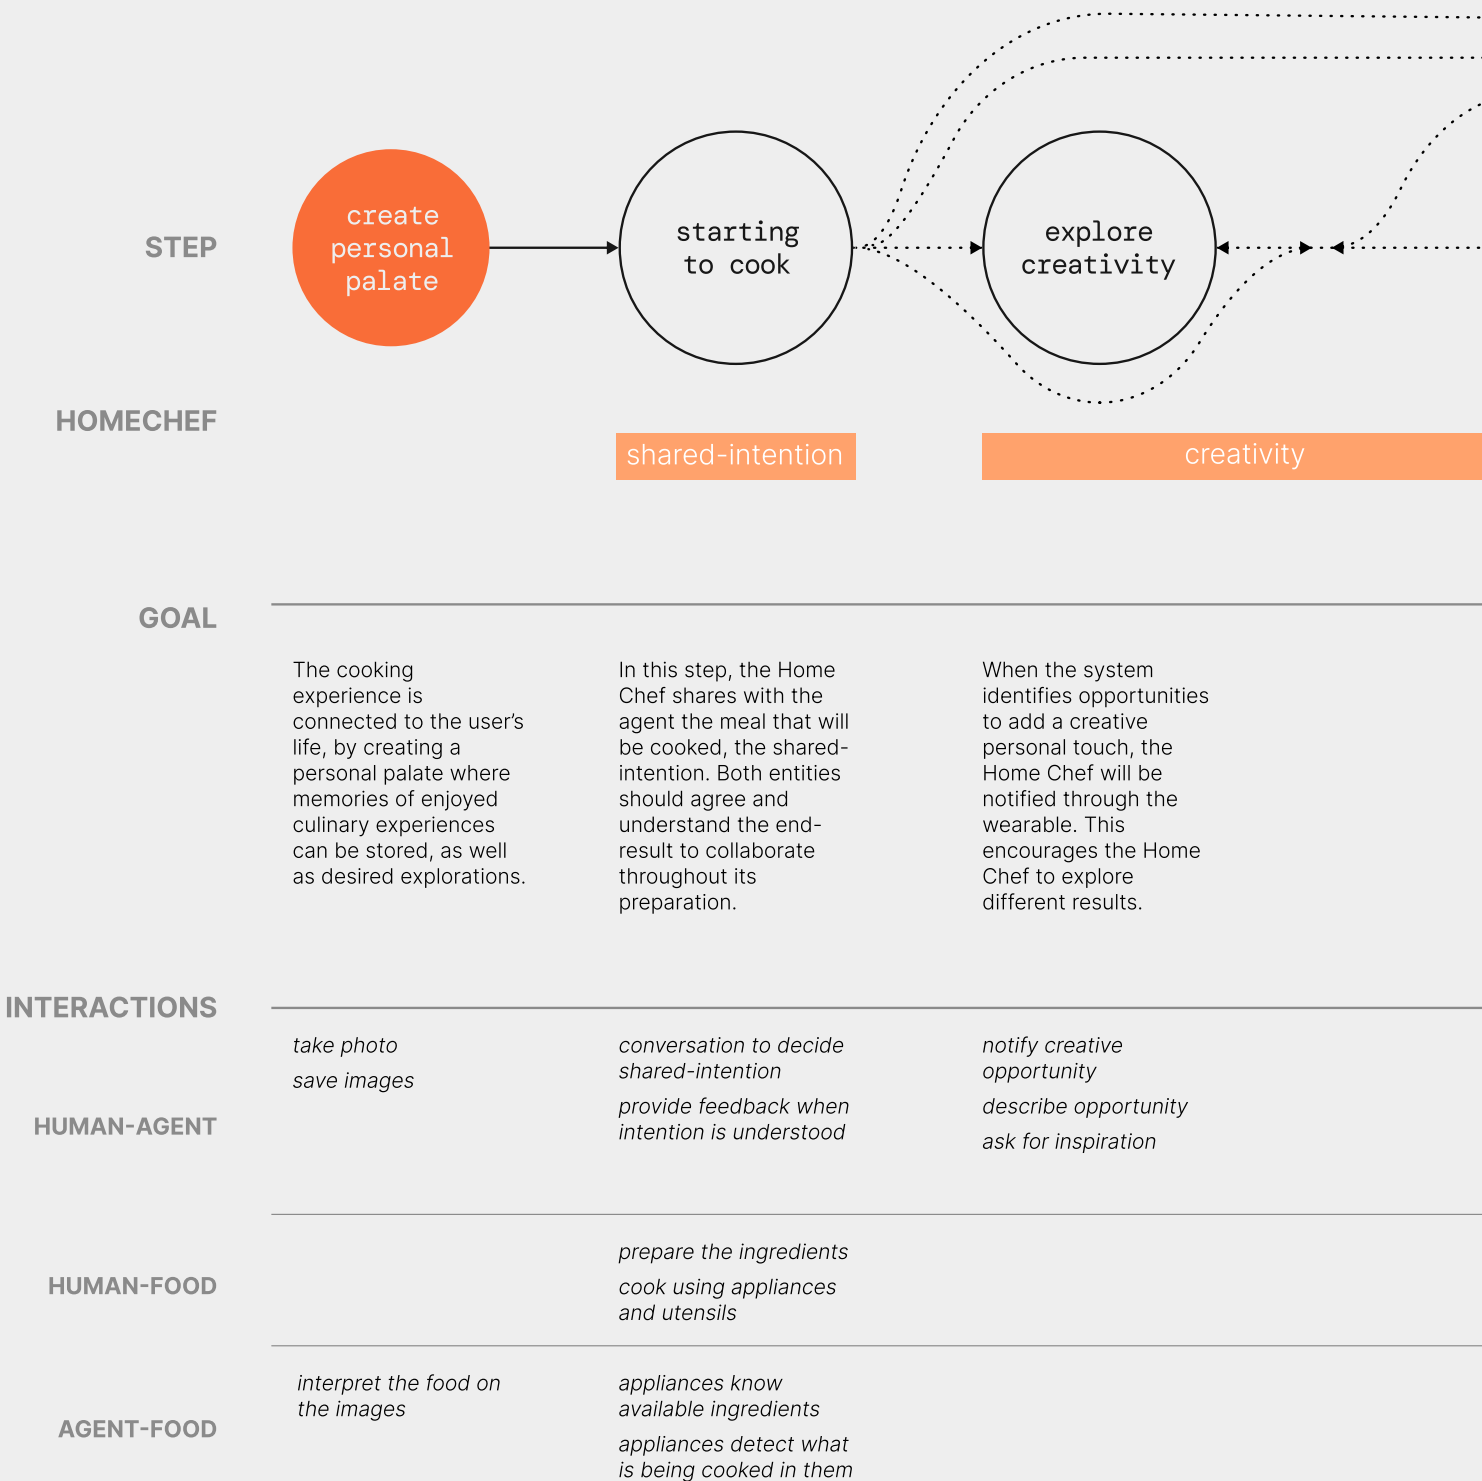 STEP
create
personal
palate
starting
to cook
explore
creativity
HOMECHEF
shared-intention
creativity
GOAL
The cooking
experience is
connected to the user’s
life, by creating a
personal palate where
memories of enjoyed
culinary experiences
can be stored, as well
as desired explorations.
In this step, the Home
Chef shares with the
agent the meal that will
be cooked, the shared-
intention. Both entities
should agree and
understand the end-
result to collaborate
throughout its
preparation.
When the system
identifies opportunities
to add a creative
personal touch, the
Home Chef will be
notified through the
wearable. This
encourages the Home
Chef to explore
different results.
INTERACTIONS
HUMAN-AGENT
take photo
save images
conversation to decide
shared-intention
provide feedback when
intention is understood
notify creative
opportunity
describe opportunity
ask for inspiration
HUMAN-FOOD
prepare the ingredients
cook using appliances
and utensils
AGENT-FOOD
interpret the food on
the images
appliances know
available ingredients
appliances detect what
is being cooked in them